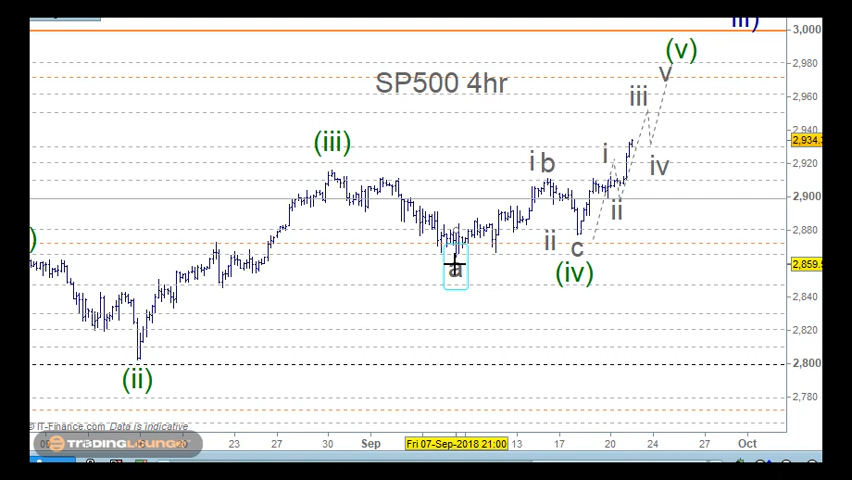 iii)
3,000
(v)
2,980
v
SP500 4hr
iii
2,960
(iii)
2,934.
i b
i
iv
2,920
2,900
ii
)
ii
c
2,880
a
(iv)
2,859.
2,840
2,820
2,800
(ii)
2,780
© IT-Finance.com Data is indicative
TRADINGLOUNGE
23
27
30
Sep
Fri 07-Sep-2018 21:00
13
17
20
24
27
Oct